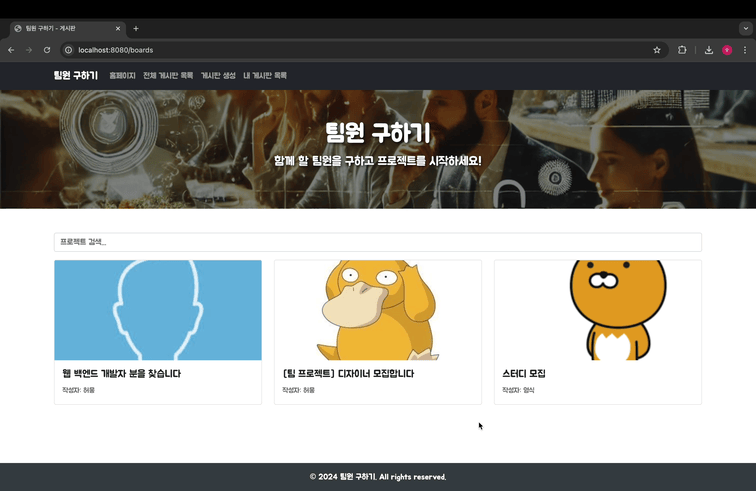 팀원 구하기 - 게시판
localhost:8080/boards
팀원 구하기 홈페이지 전체 게시판 목록 게시판 생성 내 게시판 목록
팀원 구하기
함께 할 팀원을 구하고 프로젝트를 시작하세요!
프로젝트 검색...
웹 백엔드 개발자 분을 찾습니다
작성자: 허물
[팀 프로젝트] 디자이너 모집합니다
작성자: 허물
스터디 모집
작성자: 영식
© 2024 팀원 구하기. All rights reserved.